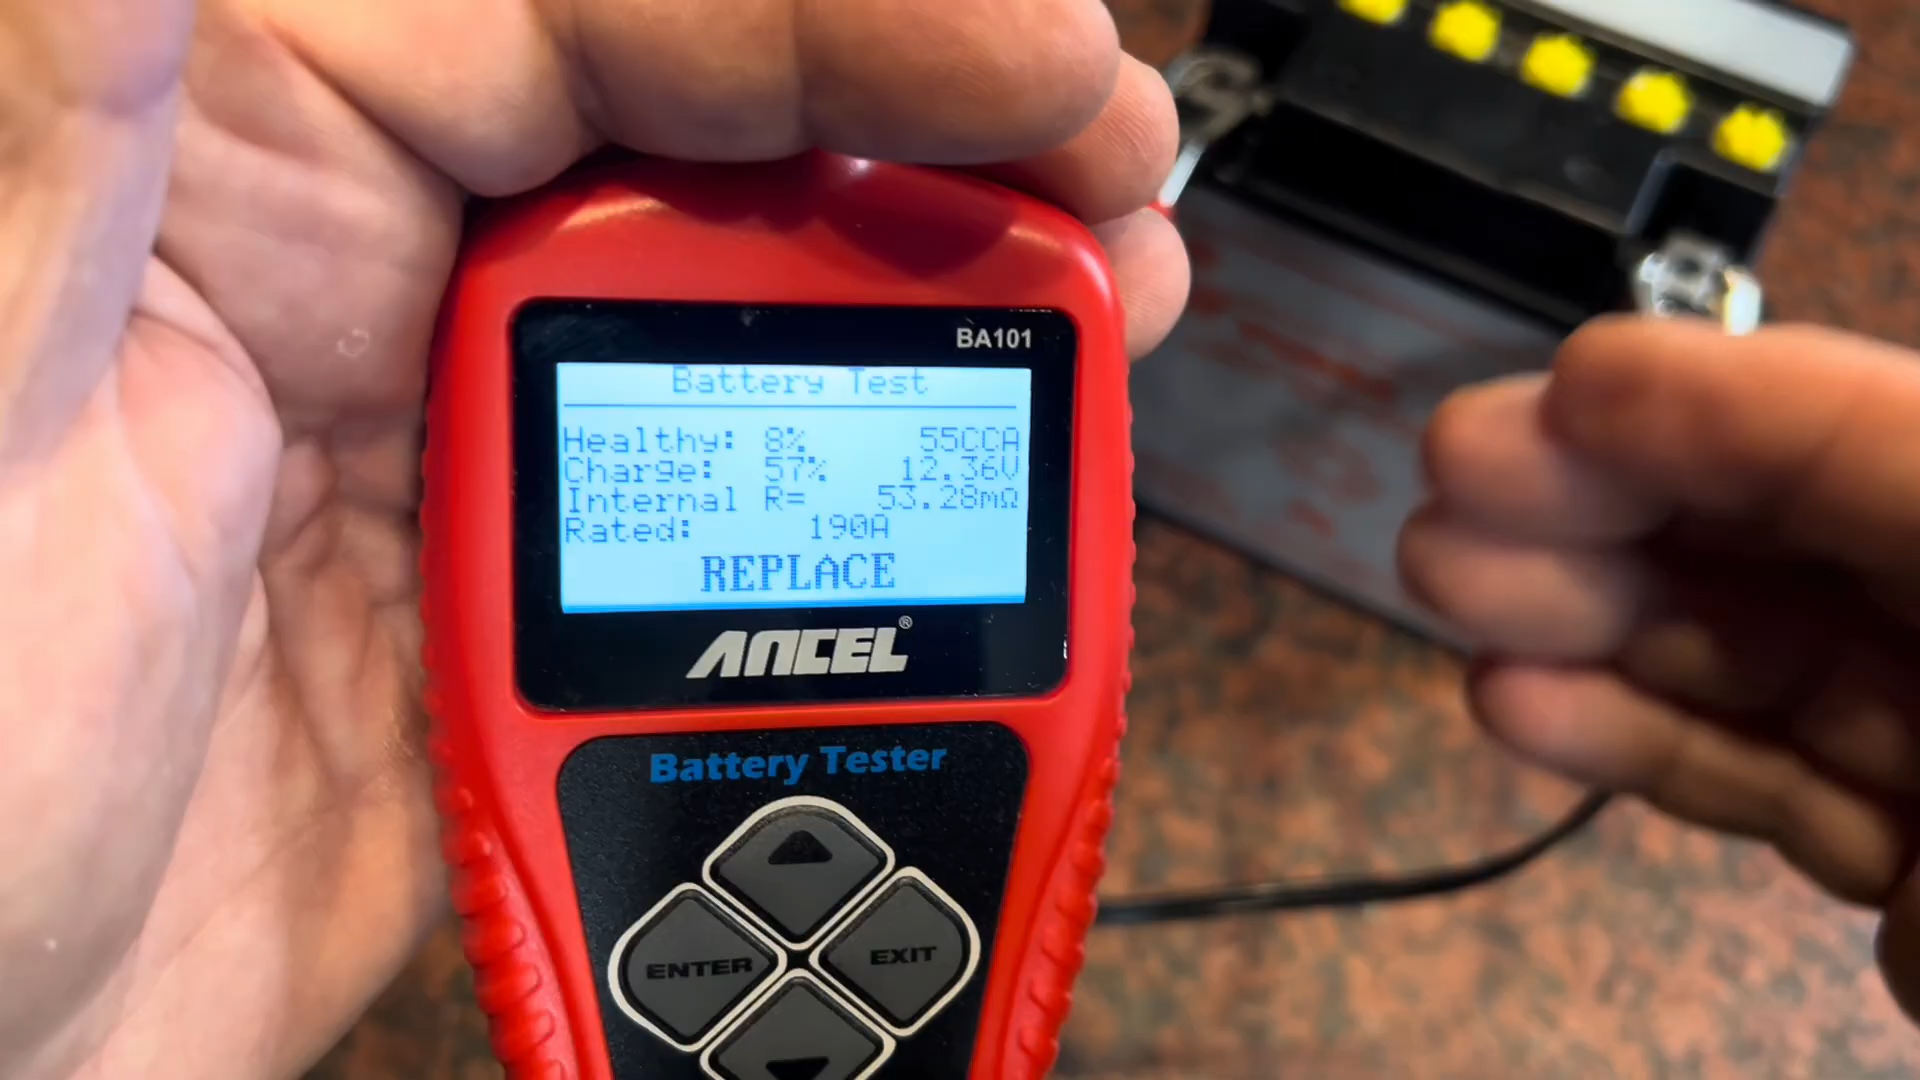 BA101
Battery Test
Healthy: 8% 55CCA
Charge: 57% 12.36V
Internal R= 53.28mΩ
Rated: 190A
REPLACE
ANCEL®
Battery Tester
ENTER
EXIT